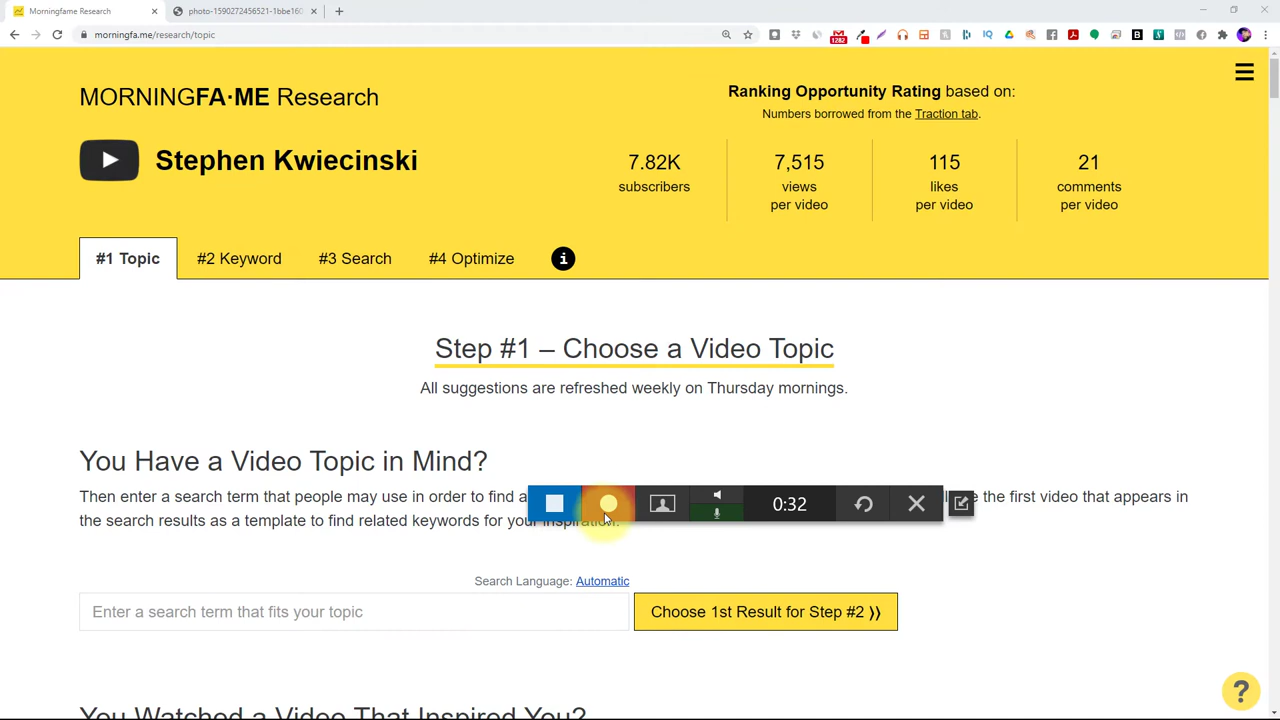 Morningfame Research
photo-1590272456521-1bbe160
morningfa.me/research/topic
1282
MORNINGFA·ME Research
Stephen Kwiecinski
Ranking Opportunity Rating based on:
Numbers borrowed from the Traction tab.
7.82K
subscribers
7,515
views
per video
115
likes
per video
21
comments
per video
#1 Topic
#2 Keyword
#3 Search
#4 Optimize
i
Step #1 – Choose a Video Topic
All suggestions are refreshed weekly on Thursday mornings.
You Have a Video Topic in Mind?
Then enter a search term that people may use in order to find a
the first video that appears in
the search results as a template to find related keywords for your inspiration.
0:32
Search Language: Automatic
Enter a search term that fits your topic
Choose 1st Result for Step #2 ⟩⟩
?
You Watched a Video That Inspired You?